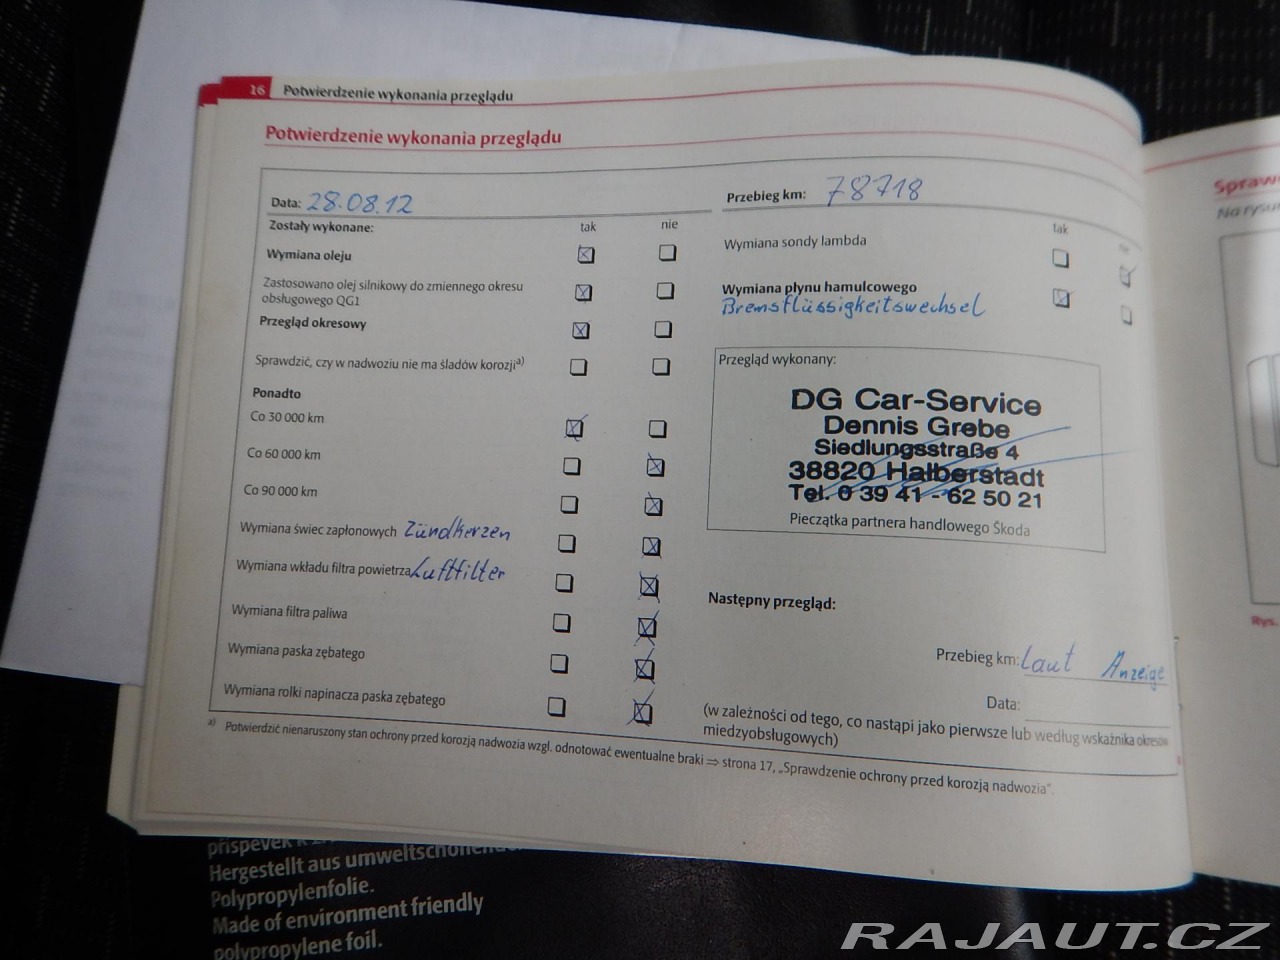 16 Potwierdzenie wykonania przeglądu
Potwierdzenie wykonania przeglądu
Data: 28.08.12
Zostały wykonane: tak nie
Wymiana oleju
Zastosowano olej silnikowy do zmiennego okresu
obsługowego QG1
Przegląd okresowy
Sprawdzić, czy w nadwoziu nie ma śladów korozji a)
Ponadto
Co 30 000 km
Co 60 000 km
Co 90 000 km
Wymiana świec zapłonowych Zündkerzen
Wymiana wkładu filtra powietrza Luftfilter
Wymiana filtra paliwa
Wymiana paska zębatego
Wymiana rolki napinacza paska zębatego
Przebieg km: 78718
tak
Wymiana sondy lambda
Wymiana płynu hamulcowego
Bremsflüssigkeitswechsel
Przegląd wykonany:
DG Car-Service
Dennis Grebe
Siedlungsstraße 4
38820 Halberstadt
Tel. 0 39 41 - 62 50 21
Pieczątka partnera handlowego Škoda
Następny przegląd:
Przebieg km: Laut Anzeige
Data:
(w zależności od tego, co nastąpi jako pierwsze lub według wskaźnika okresów
miedzyobsługowych)
a) Potwierdzić nienaruszony stan ochrony przed korozją nadwozia wzgl. odnotować ewentualne braki ⇒ strona 17, „Sprawdzenie ochrony przed korozją nadwozia".
Rys.
Hergestellt aus umweltschonender
Polypropylenfolie.
Made of environment friendly
polypropylene foil.
RAJAUT.CZ